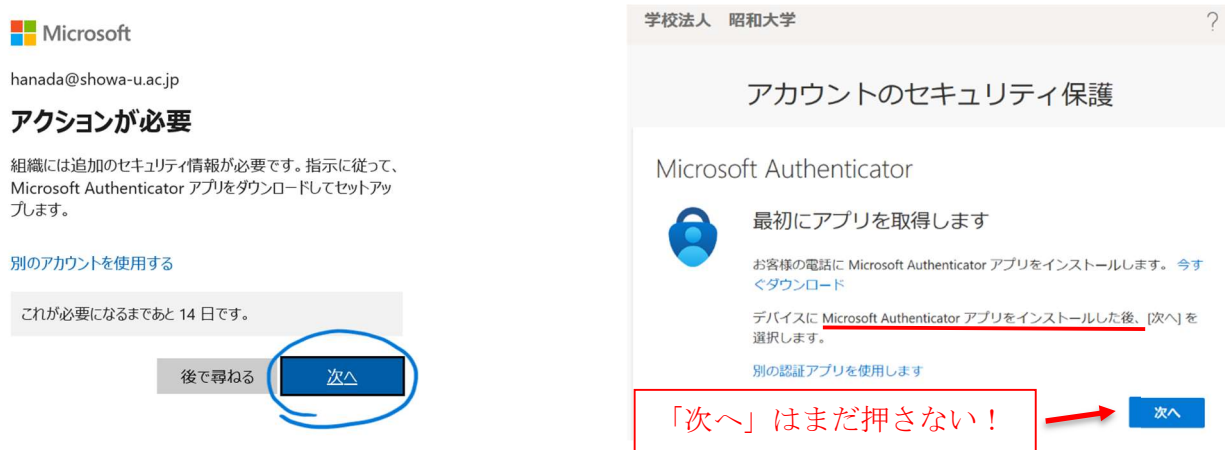 Microsoft
hanada@showa-u.ac.jp
アクションが必要
組織には追加のセキュリティ情報が必要です。指示に従って、
Microsoft Authenticator アプリをダウンロードしてセットアッ
プします。
別のアカウントを使用する
これが必要になるまであと 14 日です。
後で尋ねる
次へ
学校法人 昭和大学
?
アカウントのセキュリティ保護
Microsoft Authenticator
最初にアプリを取得します
お客様の電話に Microsoft Authenticator アプリをインストールします。 今す
ぐダウンロード
デバイスに Microsoft Authenticator アプリをインストールした後、[次へ] を
選択します。
別の認証アプリを使用します
「次へ」はまだ押さない！
次へ